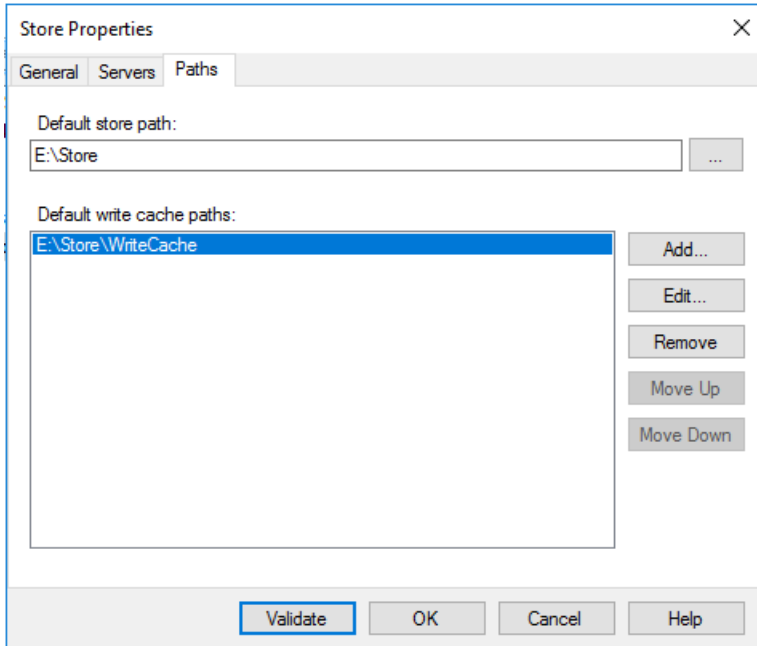 Store Properties
General Servers Paths
Default store path:
E:\Store
...
Default write cache paths:
E:\Store\WriteCache
Add...
Edit...
Remove
Move Up
Move Down
Validate OK Cancel Help